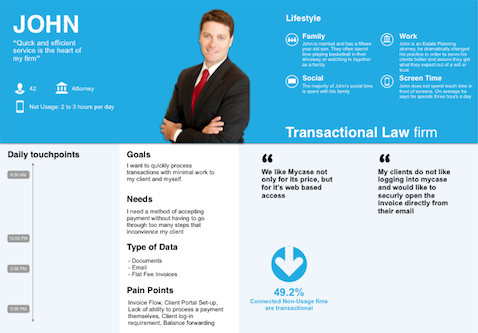 JOHN
“Quick and efficient
service is the heart of
my firm”
42
Attorney
Net Usage: 2 to 3 hours per day
Lifestyle
Family
John is married and has a fifteen
year old son. They often spend
time playing basketball in their
driveway or watching tv together
as a family
Work
John is an Estate Planning
attorney, he dramatically changed
his practice in order to serve his
clients better and assure they get
what they expect out of a will or
trust
Social
The majority of John's social time
is spent with his family
Screen Time
John does not spend much time in
front of screens. On average he
says he spends three hours a day
Transactional Law firm
Daily touchpoints
12:00 PM
Goals
I want to quickly process
transactions with minimal work to
my client and myself.
Needs
I need a method of accepting
payment without having to go
through too many steps that
inconvience my client
Type of Data
- Documents
- Email
- Flat Fee Invoices
Pain Points
Invoice Flow, Client Portal Set-up,
Lack of ability to process a payment
themselves, Client log-in
requirement, Balance forwarding
“
We like Mycase not
only for its price, but
for it's web based
access
“
My clients do not like
logging into mycase
and would like to
securly open the
invoice directly from
their email
49.2%
Connected Non-Usage firms
are transactional